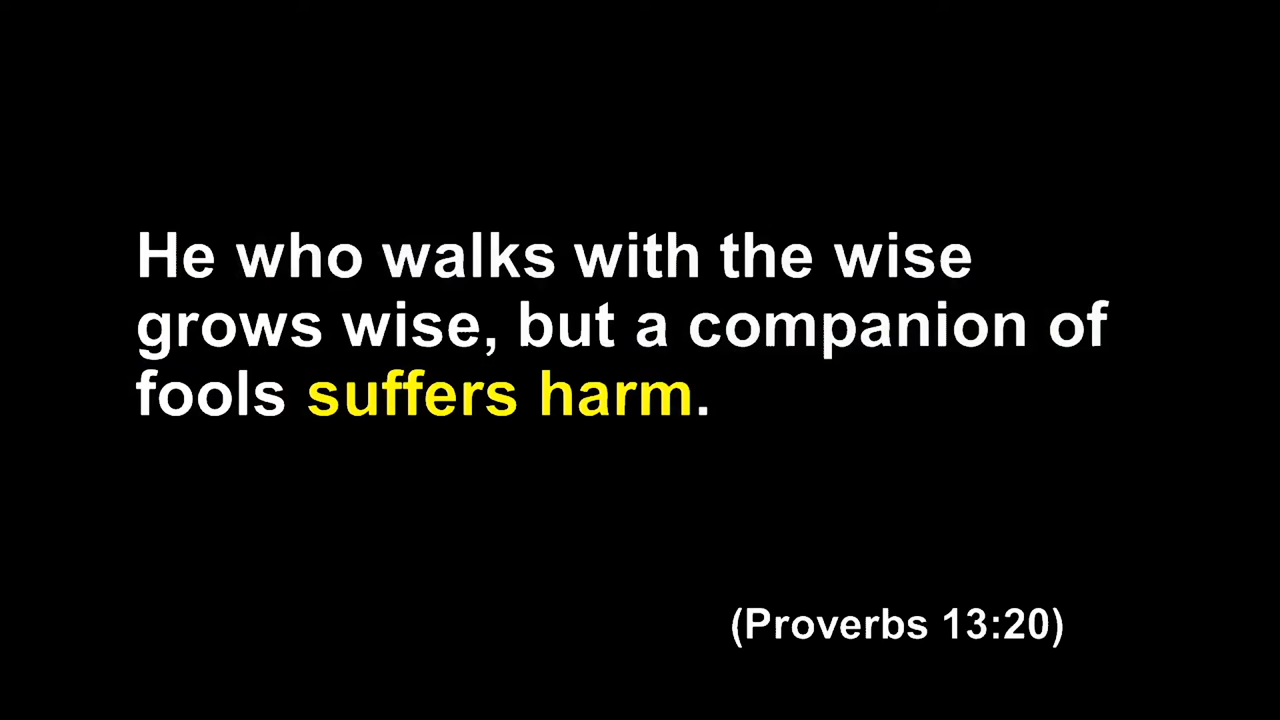 He who walks with the wise
grows wise, but a companion of
fools suffers harm.
(Proverbs 13:20)